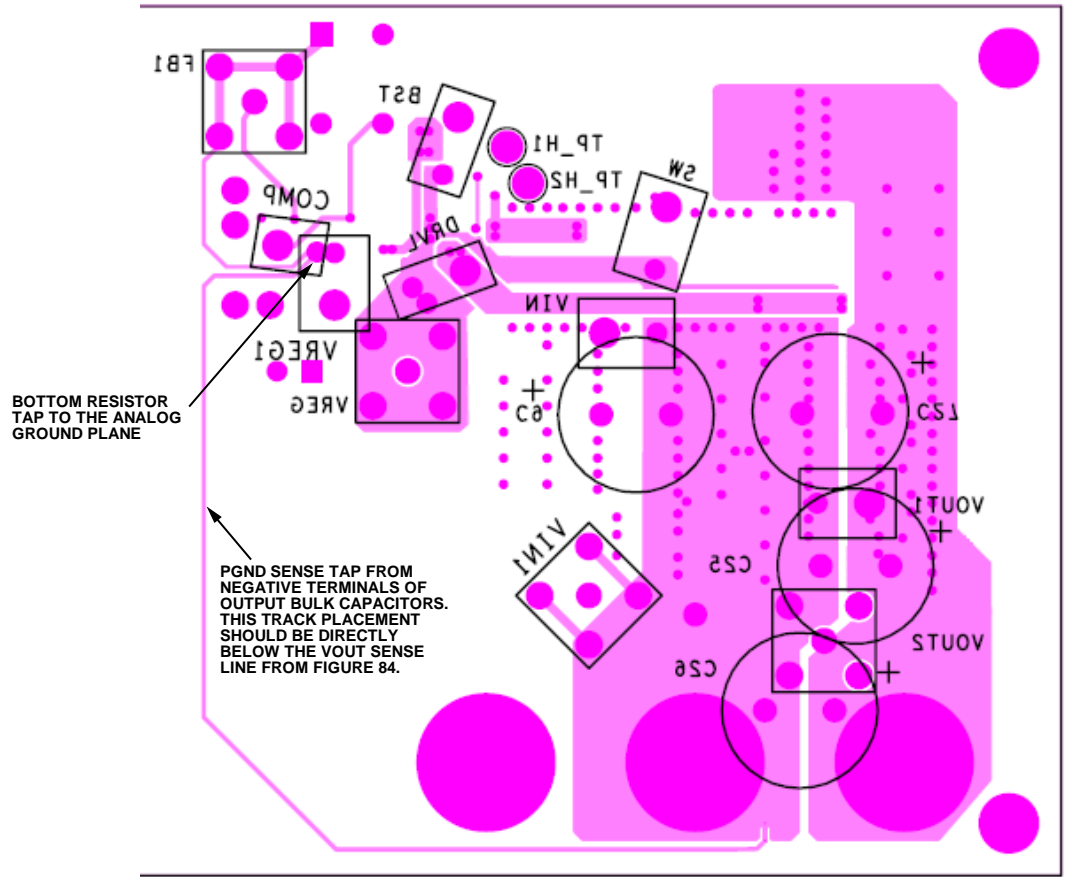 FB1
BST
TP_H1
TP_H2
SW
COMP
DRVL
VIN
VREG1
VREG
C6
C27
BOTTOM RESISTOR
TAP TO THE ANALOG
GROUND PLANE
VOUT1
VIN1
C25
PGND SENSE TAP FROM
NEGATIVE TERMINALS OF
OUTPUT BULK CAPACITORS.
THIS TRACK PLACEMENT
SHOULD BE DIRECTLY
BELOW THE VOUT SENSE
LINE FROM FIGURE 84.
VOUT2
C26